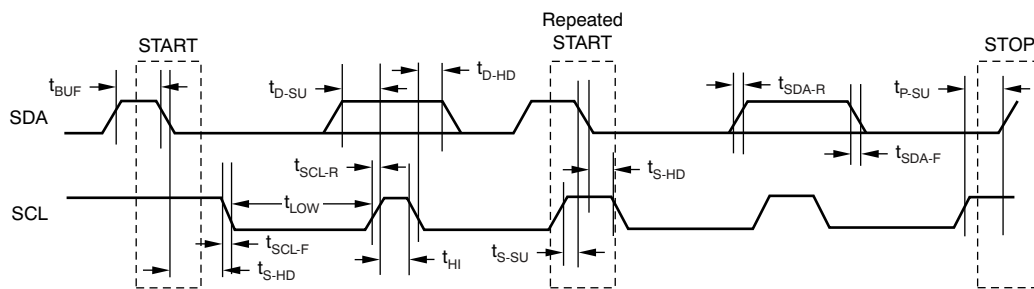 Repeated
START
START
STOP
tBUF
tD-SU
tD-HD
tSDA-R
tP-SU
SDA
tSCL-R
tS-HD
tSDA-F
tLOW
SCL
tSCL-F
tHI
tS-SU
tS-HD